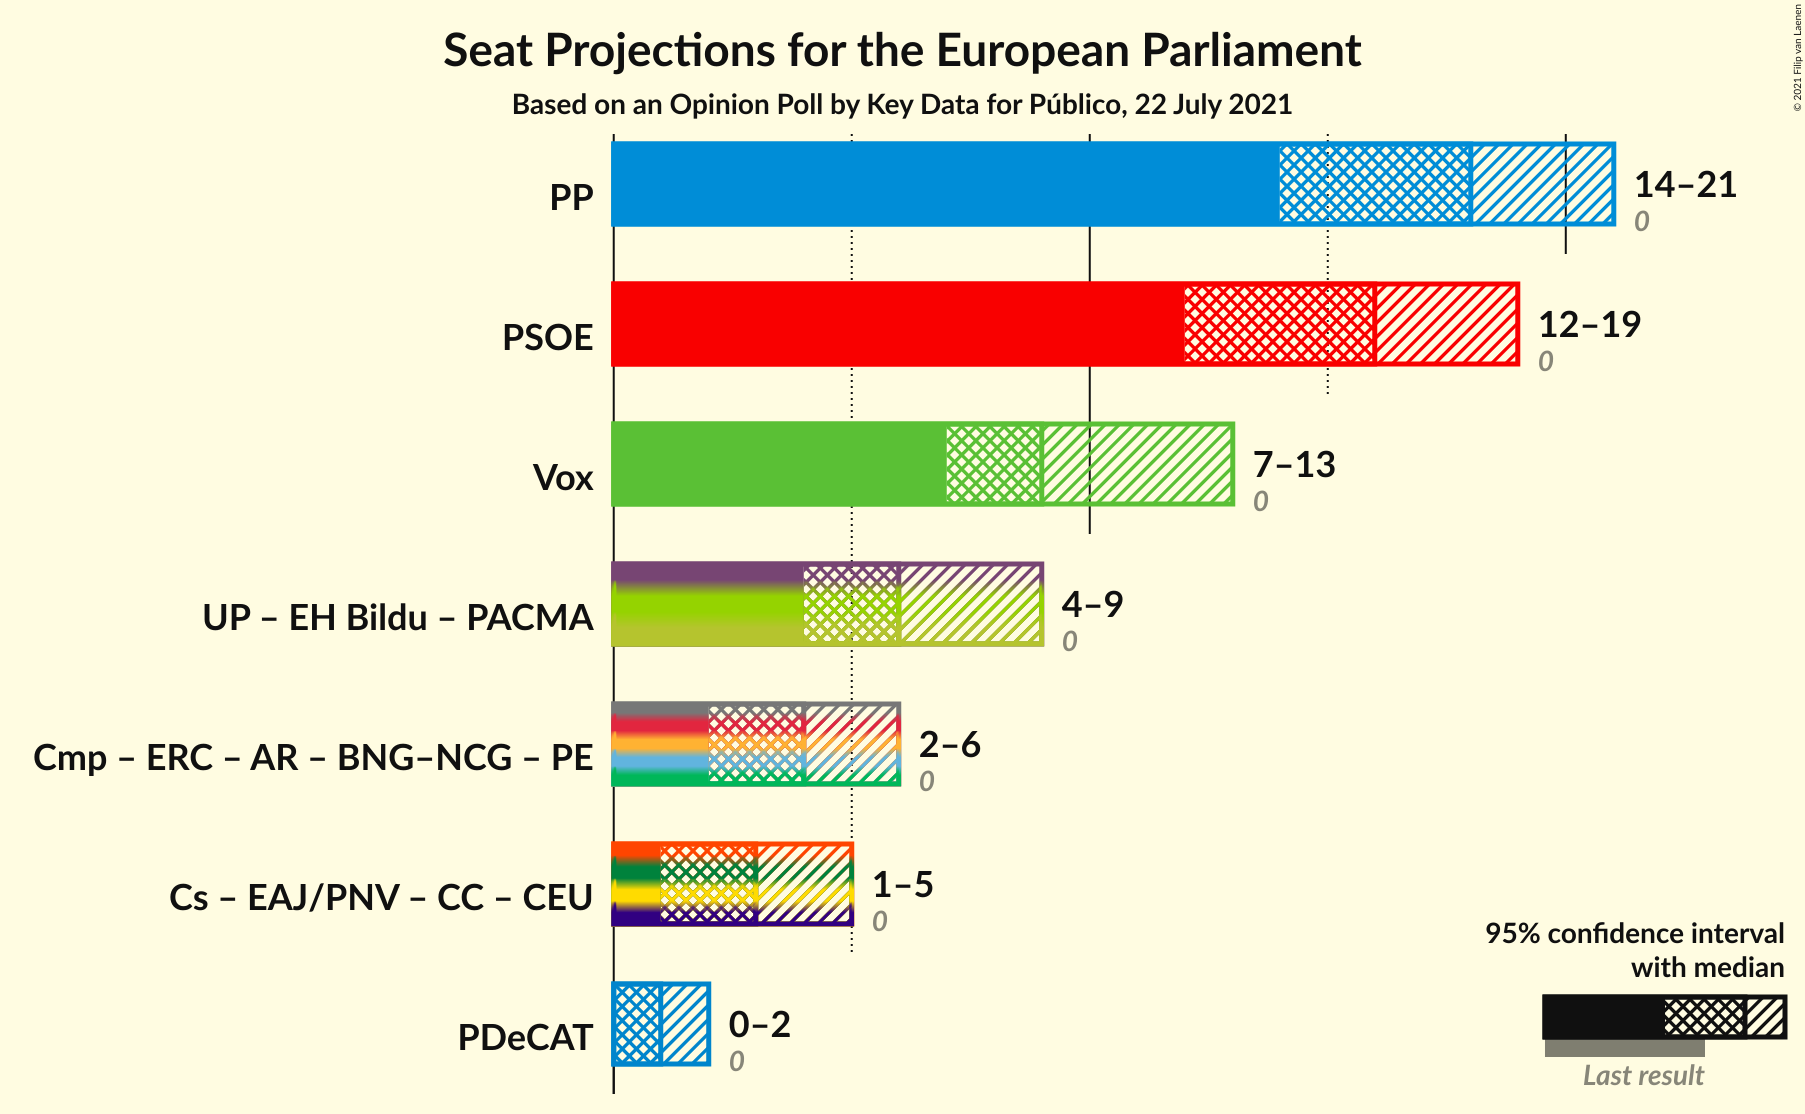 Seat Projections for the European Parliament
Based on an Opinion Poll by Key Data for Público, 22 July 2021
© 2021 Filip van Laenen
PP
14–21
0
PSOE
12–19
0
Vox
7–13
0
UP – EH Bildu – PACMA
4–9
0
Cmp – ERC – AR – BNG–NCG – PE
2–6
0
Cs – EAJ/PNV – CC – CEU
1–5
0
PDeCAT
0–2
0
95% confidence interval
with median
Last result